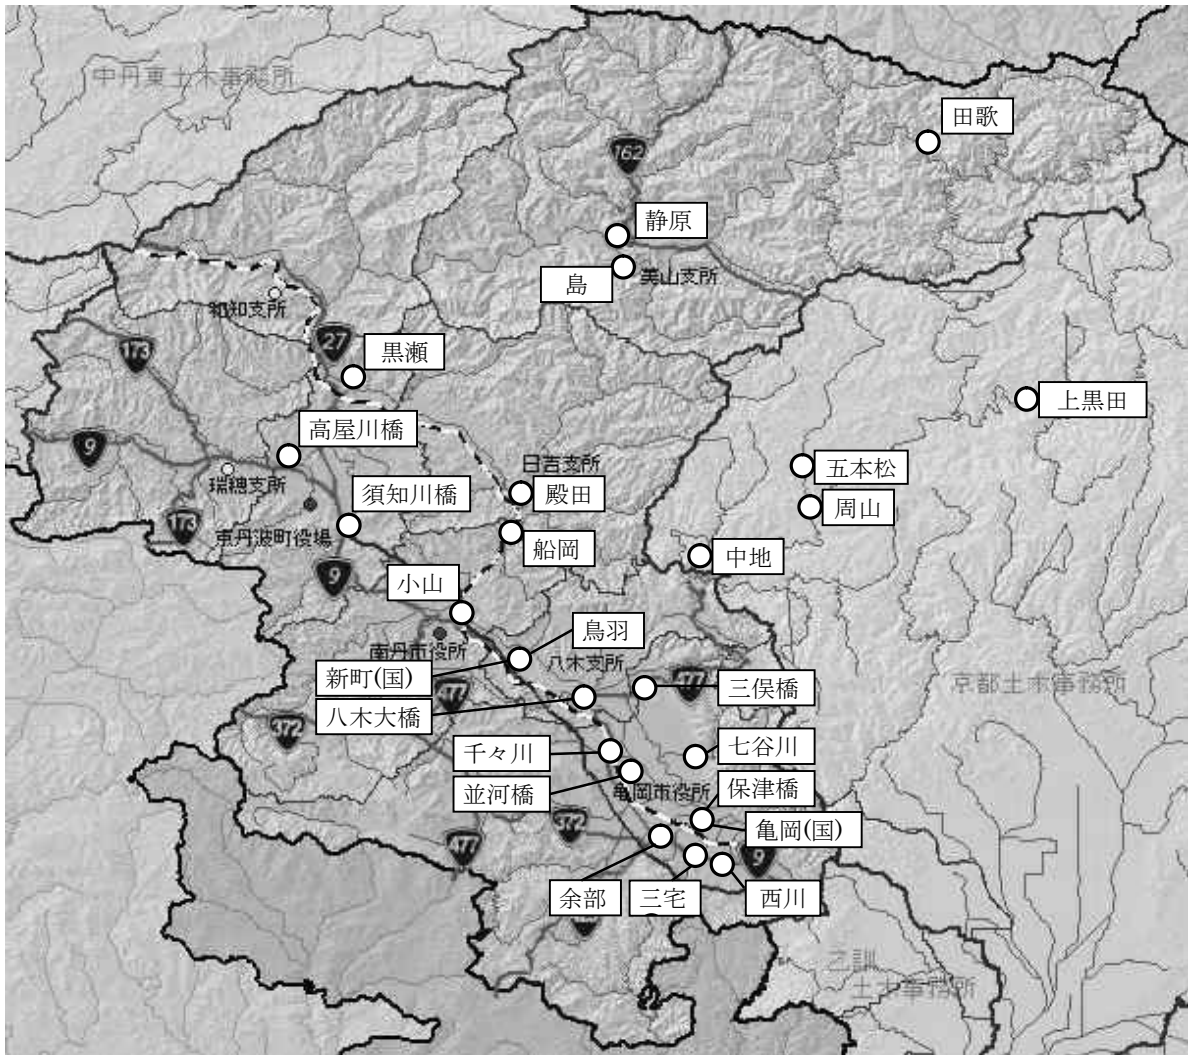 中丹東土木事務所
田歌
162
静原
島
美山支所
和知支所
27
黒瀬
173
上黒田
高屋川橋
9
日吉支所
五本松
瑞穂支所
殿田
須知川橋
周山
173
京丹波町役場
船岡
中地
9
小山
鳥羽
南丹市役所
八木支所
新町(国)
477
三俣橋
477
京都土木事務所
八木大橋
372
千々川
七谷川
並河橋
亀岡市役所
保津橋
372
亀岡(国)
477
9
余部
三宅
西川
乙訓
土木事務所